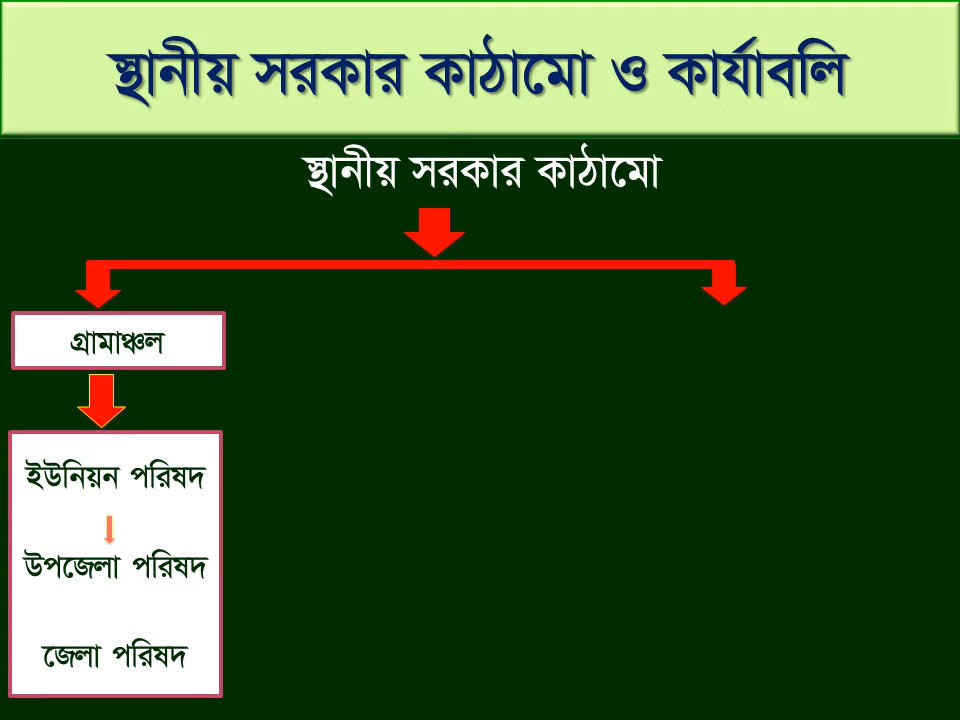 স্থানীয় সরকার কাঠামো ও কার্যাবলি
স্থানীয় সরকার কাঠামো
গ্রামাঞ্চল
ইউনিয়ন পরিষদ
উপজেলা পরিষদ
জেলা পরিষদ